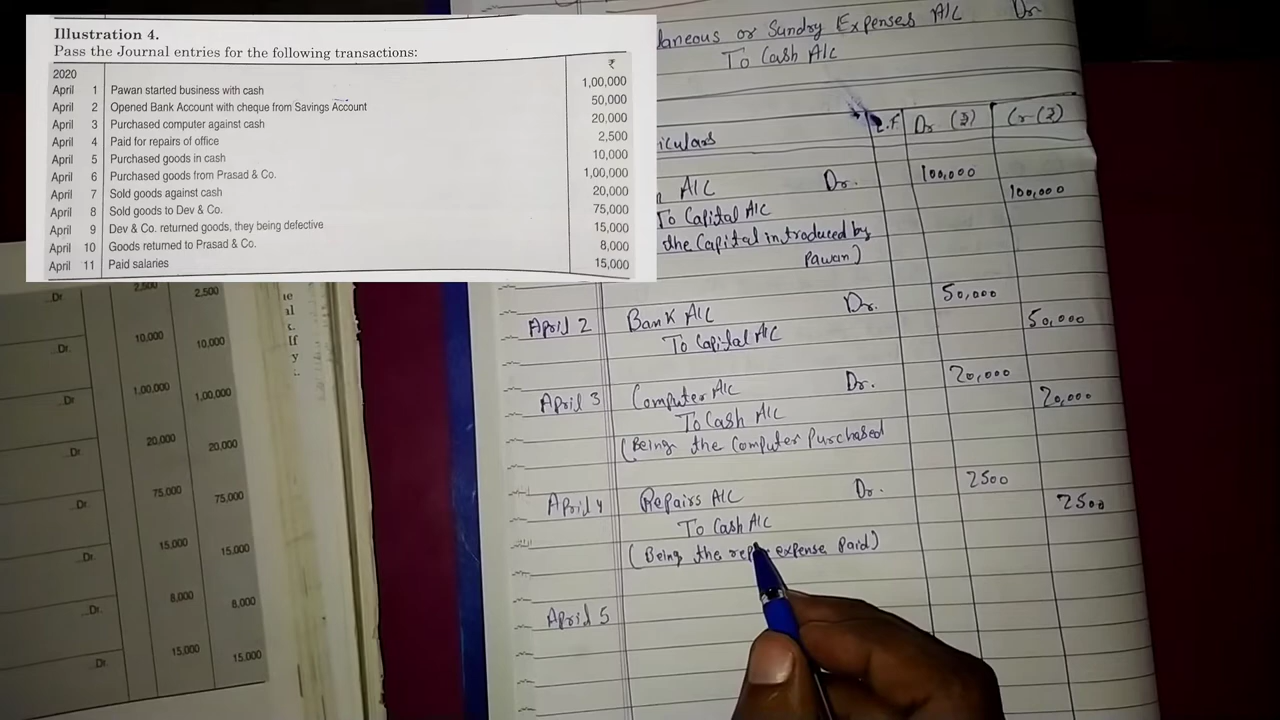 Illustration 4.
Pass the Journal entries for the following transactions:
2020 ₹
April 1 Pawan started business with cash 1,00,000
April 2 Opened Bank Account with cheque from Savings Account 50,000
April 3 Purchased computer against cash 20,000
April 4 Paid for repairs of office 2,500
April 5 Purchased goods in cash 10,000
April 6 Purchased goods from Prasad & Co. 1,00,000
April 7 Sold goods against cash 20,000
April 8 Sold goods to Dev & Co. 75,000
April 9 Dev & Co. returned goods, they being defective 15,000
April 10 Goods returned to Prasad & Co. 8,000
April 11 Paid salaries 15,000
laneous or Sundry Expenses A/C Dr
To Cash A/C
iculars L.F. Dr (₹) Cr (₹)
A/C Dr. 100,000
To Capital A/C 100,000
the Capital introduced by
Pawan)
April 2 Bank A/C Dr. 50,000
To Capital A/C 50,000
April 3 Computer A/C Dr. 20,000
To Cash A/C 20,000
(Being the Computer Purchased
April 4 Repairs A/C Dr. 2500
To Cash A/C 2500
(Being the expense Paid)
April 5
..Dr. 2,500 2,500
..Dr. 10,000 10,000
..Dr 1,00,000 1,00,000
..Dr. 20,000 20,000
..Dr. 75,000 75,000
..Dr. 15,000 15,000
..Dr. 8,000 8,000
..Dr. 15,000 15,000
If
y